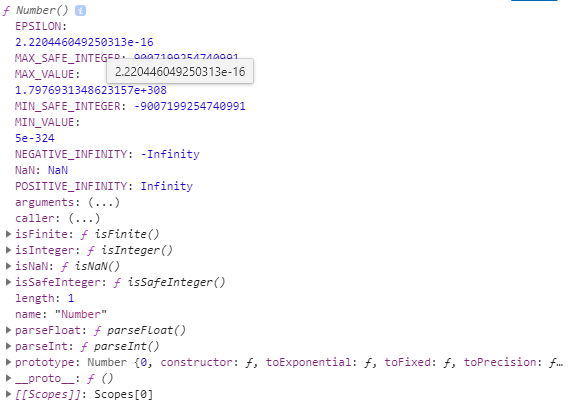 ƒ Number() i
EPSILON:
2.220446049250313e-16
MAX_SAFE_INTEGER: 9007199254740991
2.220446049250313e-16
MAX_VALUE:
1.7976931348623157e+308
MIN_SAFE_INTEGER: -9007199254740991
MIN_VALUE:
5e-324
NEGATIVE_INFINITY: -Infinity
NaN: NaN
POSITIVE_INFINITY: Infinity
arguments: (...)
caller: (...)
isFinite: ƒ isFinite()
isInteger: ƒ isInteger()
isNaN: ƒ isNaN()
isSafeInteger: ƒ isSafeInteger()
length: 1
name: "Number"
parseFloat: ƒ parseFloat()
parseInt: ƒ parseInt()
prototype: Number {0, constructor: ƒ, toExponential: ƒ, toFixed: ƒ, toPrecision: ƒ…
__proto__: ƒ ()
[[Scopes]]: Scopes[0]